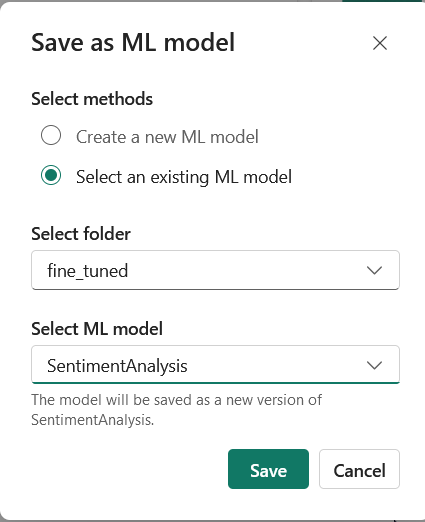 Save as ML model
Select methods
Create a new ML model
Select an existing ML model
Select folder
fine_tuned
Select ML model
SentimentAnalysis
The model will be saved as a new version of
SentimentAnalysis.
Save
Cancel